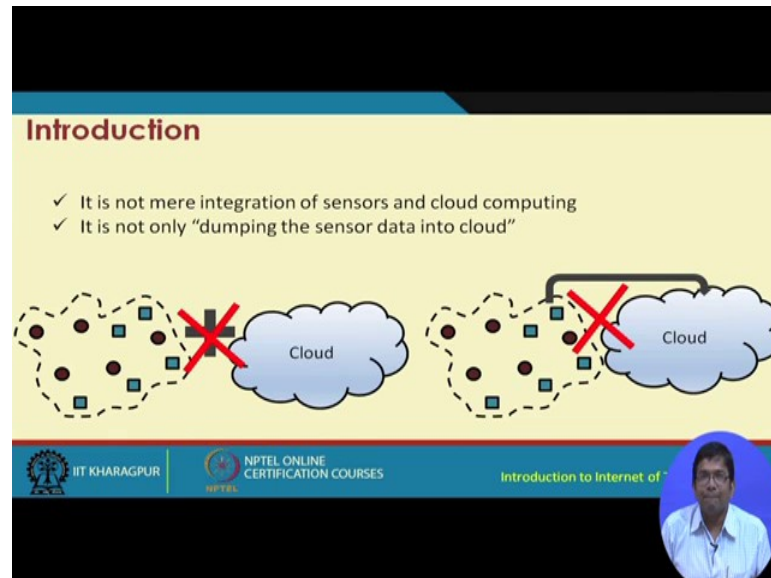 Introduction
✓ It is not mere integration of sensors and cloud computing
✓ It is not only “dumping the sensor data into cloud”
Cloud
Cloud
IIT KHARAGPUR
NPTEL
NPTEL ONLINE
CERTIFICATION COURSES
Introduction to Internet of